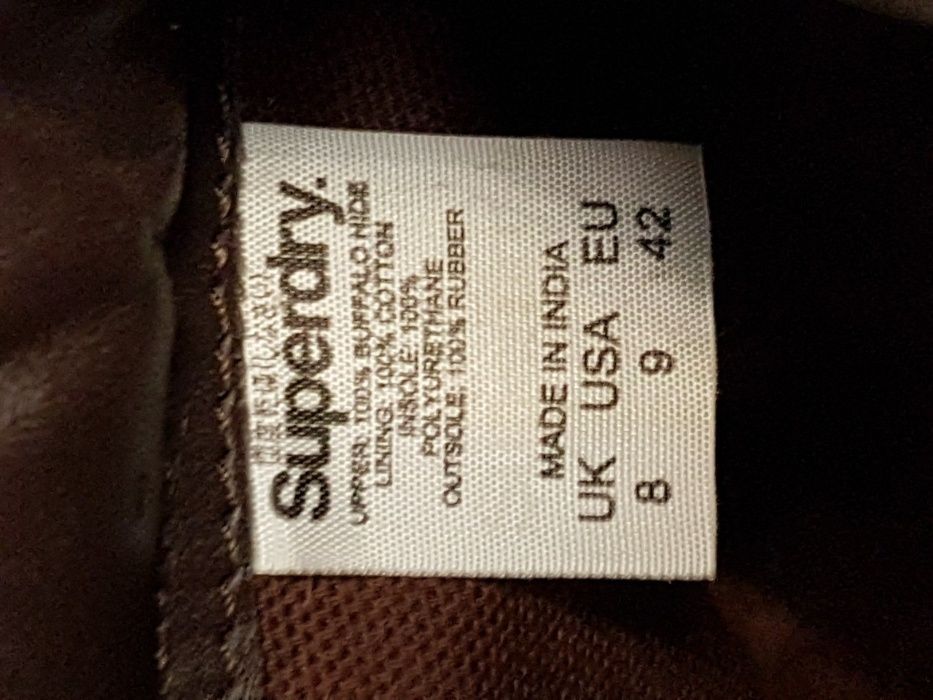 Superdry.
UPPER: 100% BUFFALO HIDE
LINING: 100% COTTON
INSOLE: 100%
POLYURETHANE
OUTSOLE: 100% RUBBER
MADE IN INDIA
UK USA EU
8 9 42